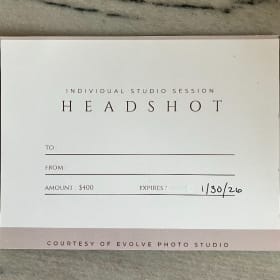 INDIVIDUAL STUDIO SESSION
HEADSHOT
TO:
FROM:
AMOUNT: $400 EXPIRES: 1/30/26
COURTESY OF EVOLVE PHOTO STUDIO